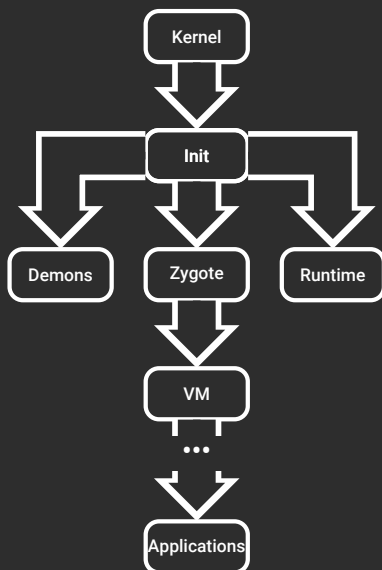 Kernel
Init
Demons
Zygote
Runtime
VM
...
Applications